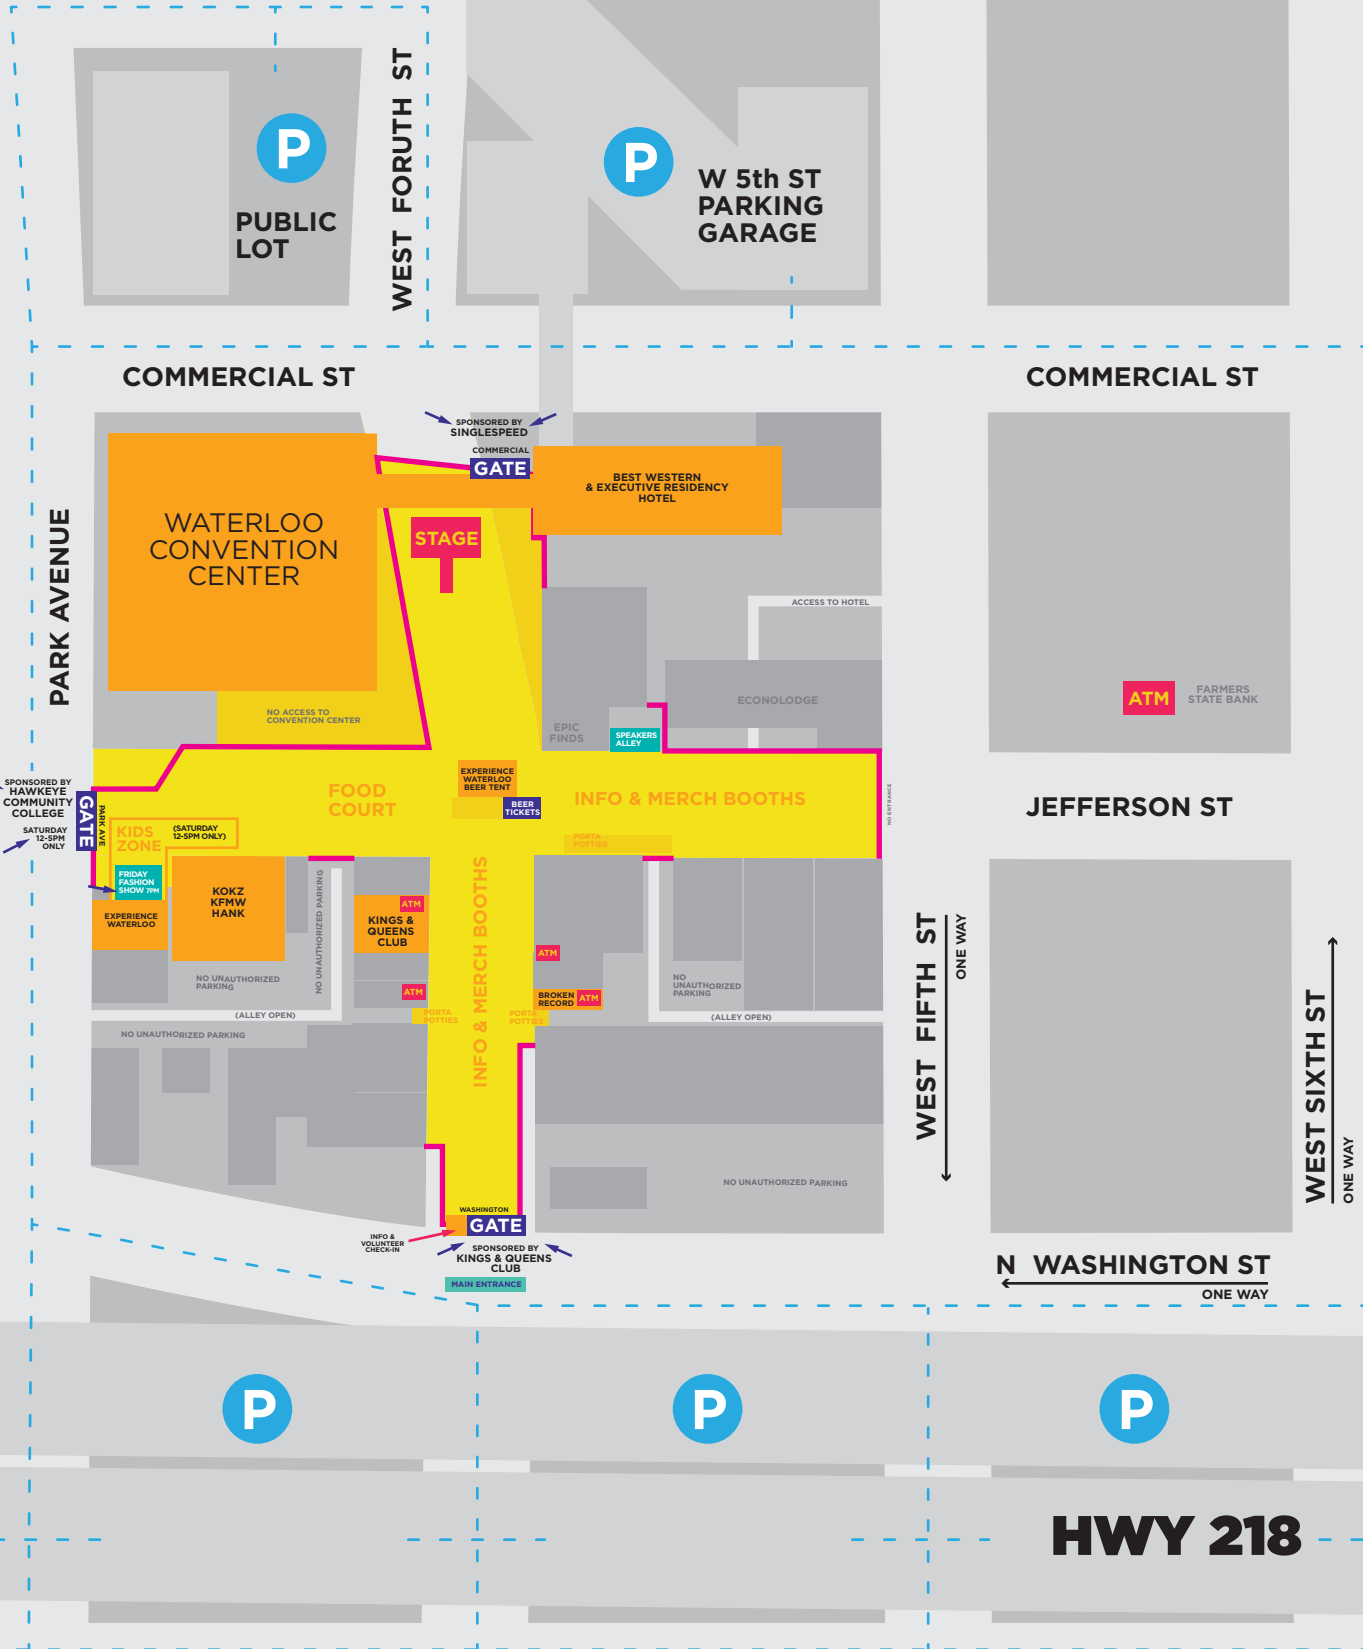 WEST FORUTH ST
P
PUBLIC
LOT
P
W 5th ST
PARKING
GARAGE
COMMERCIAL ST
COMMERCIAL ST
SPONSORED BY
SINGLESPEED
COMMERCIAL
GATE
BEST WESTERN
& EXECUTIVE RESIDENCY
HOTEL
WATERLOO
CONVENTION
CENTER
STAGE
PARK AVENUE
ACCESS TO HOTEL
NO ACCESS TO
CONVENTION CENTER
ECONOLODGE
EPIC
FINDS
SPEAKERS
ALLEY
ATM
FARMERS
STATE BANK
SPONSORED BY
HAWKEYE
COMMUNITY
COLLEGE
SATURDAY
12-5PM
ONLY
GATE
PARK AVE
FOOD
COURT
EXPERIENCE
WATERLOO
BEER TENT
BEER
TICKETS
INFO & MERCH BOOTHS
NO ENTRANCE
JEFFERSON ST
KIDS
ZONE
(SATURDAY
12-5PM ONLY)
PORTA
POTTIES
FRIDAY
FASHION
SHOW 7PM
EXPERIENCE
WATERLOO
KOKZ
KFMW
HANK
NO UNAUTHORIZED PARKING
ATM
KINGS &
QUEENS
CLUB
INFO & MERCH BOOTHS
ATM
ATM
BROKEN
RECORD
ATM
NO UNAUTHORIZED
PARKING
NO
UNAUTHORIZED
PARKING
PORTA
POTTIES
PORTA
POTTIES
(ALLEY OPEN)
(ALLEY OPEN)
NO UNAUTHORIZED PARKING
WEST FIFTH ST
ONE WAY
WEST SIXTH ST
ONE WAY
NO UNAUTHORIZED PARKING
WASHINGTON
GATE
INFO &
VOLUNTEER
CHECK-IN
SPONSORED BY
KINGS & QUEENS
CLUB
MAIN ENTRANCE
N WASHINGTON ST
ONE WAY
P
P
P
HWY 218